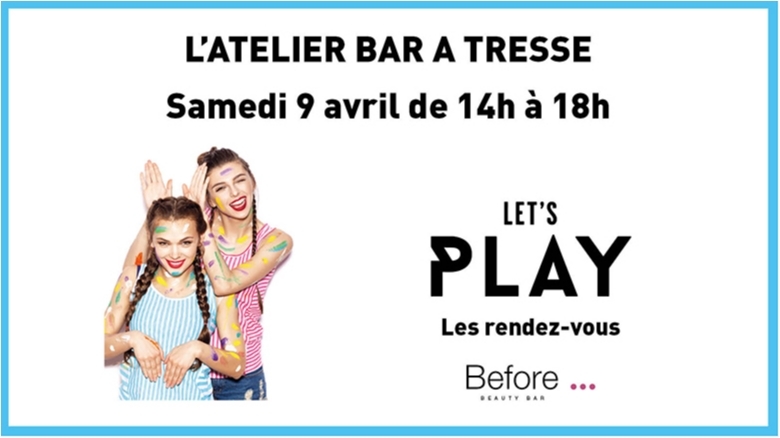 L'ATELIER BAR A TRESSE
Samedi 9 avril de 14h à 18h
LET'S
PLAY
Les rendez-vous
Before ...
BEAUTY BAR